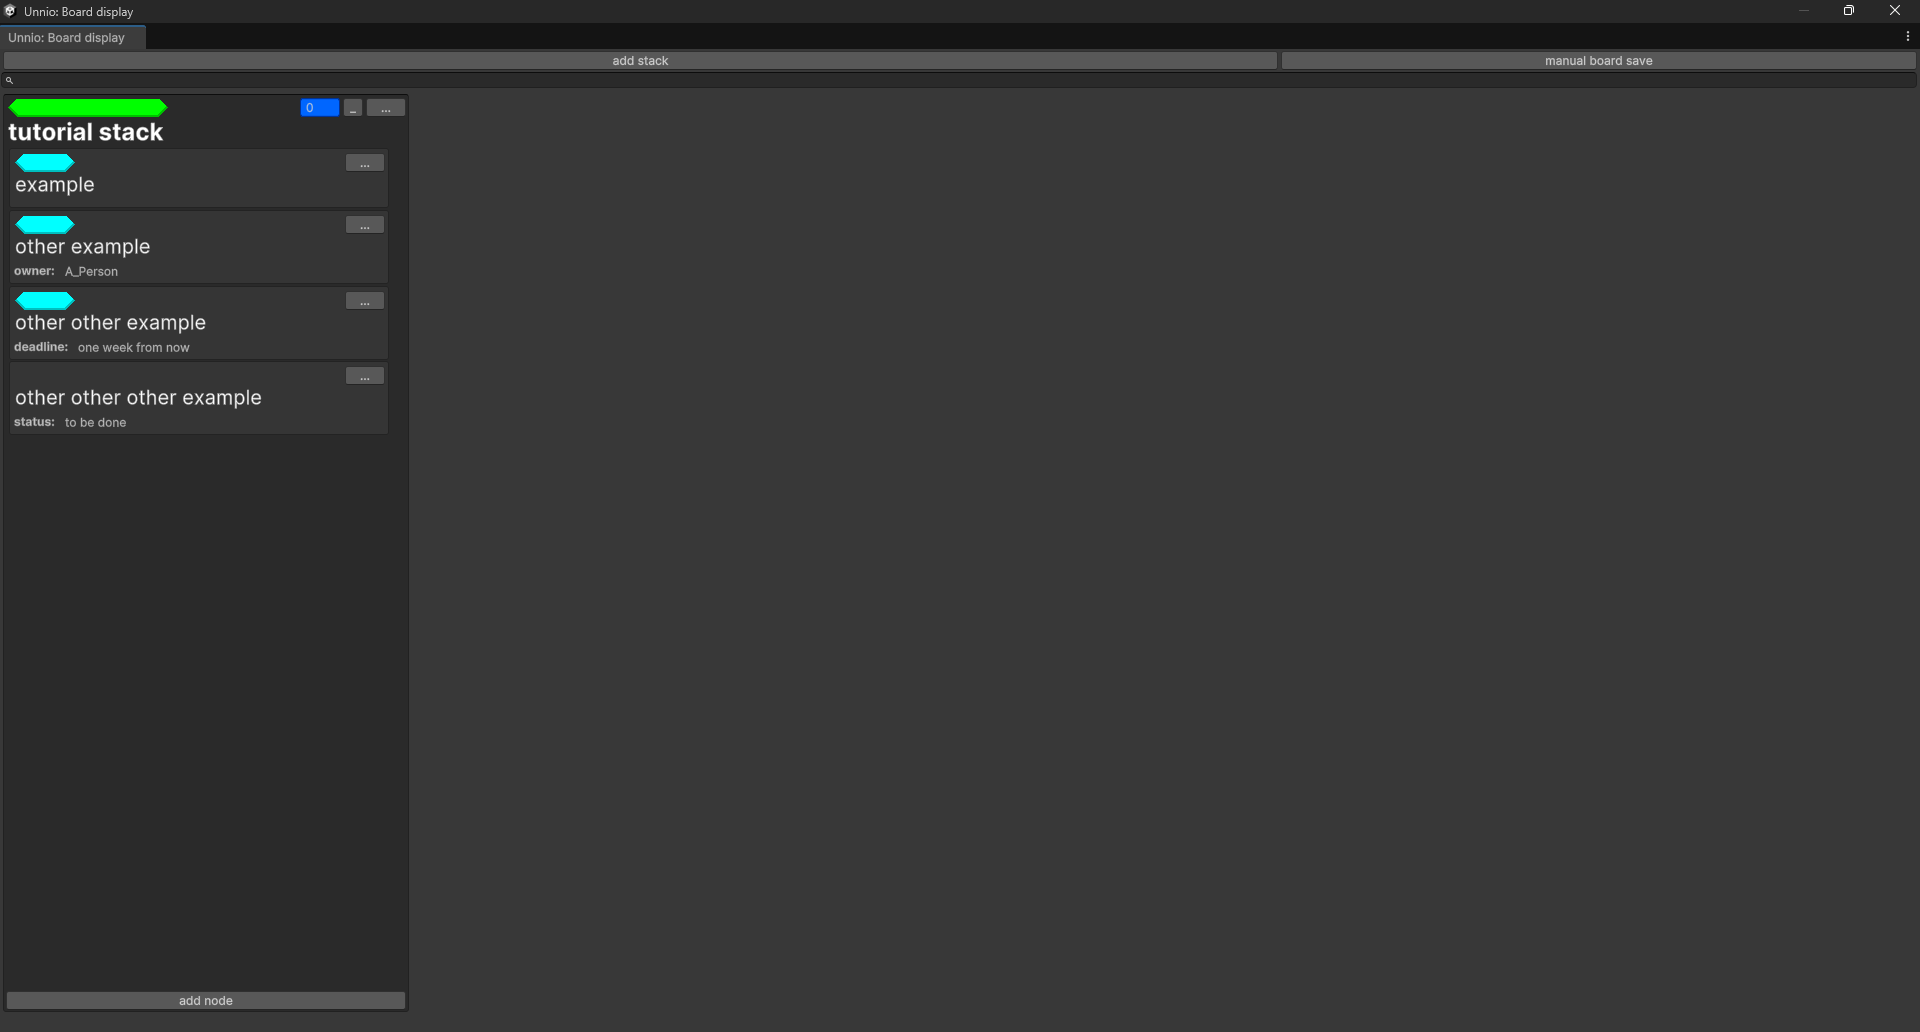 Unnio: Board display
Unnio: Board display
add stack
manual board save
0
_
...
tutorial stack
...
example
...
other example
owner: A_Person
...
other other example
deadline: one week from now
...
other other other example
status: to be done
add node